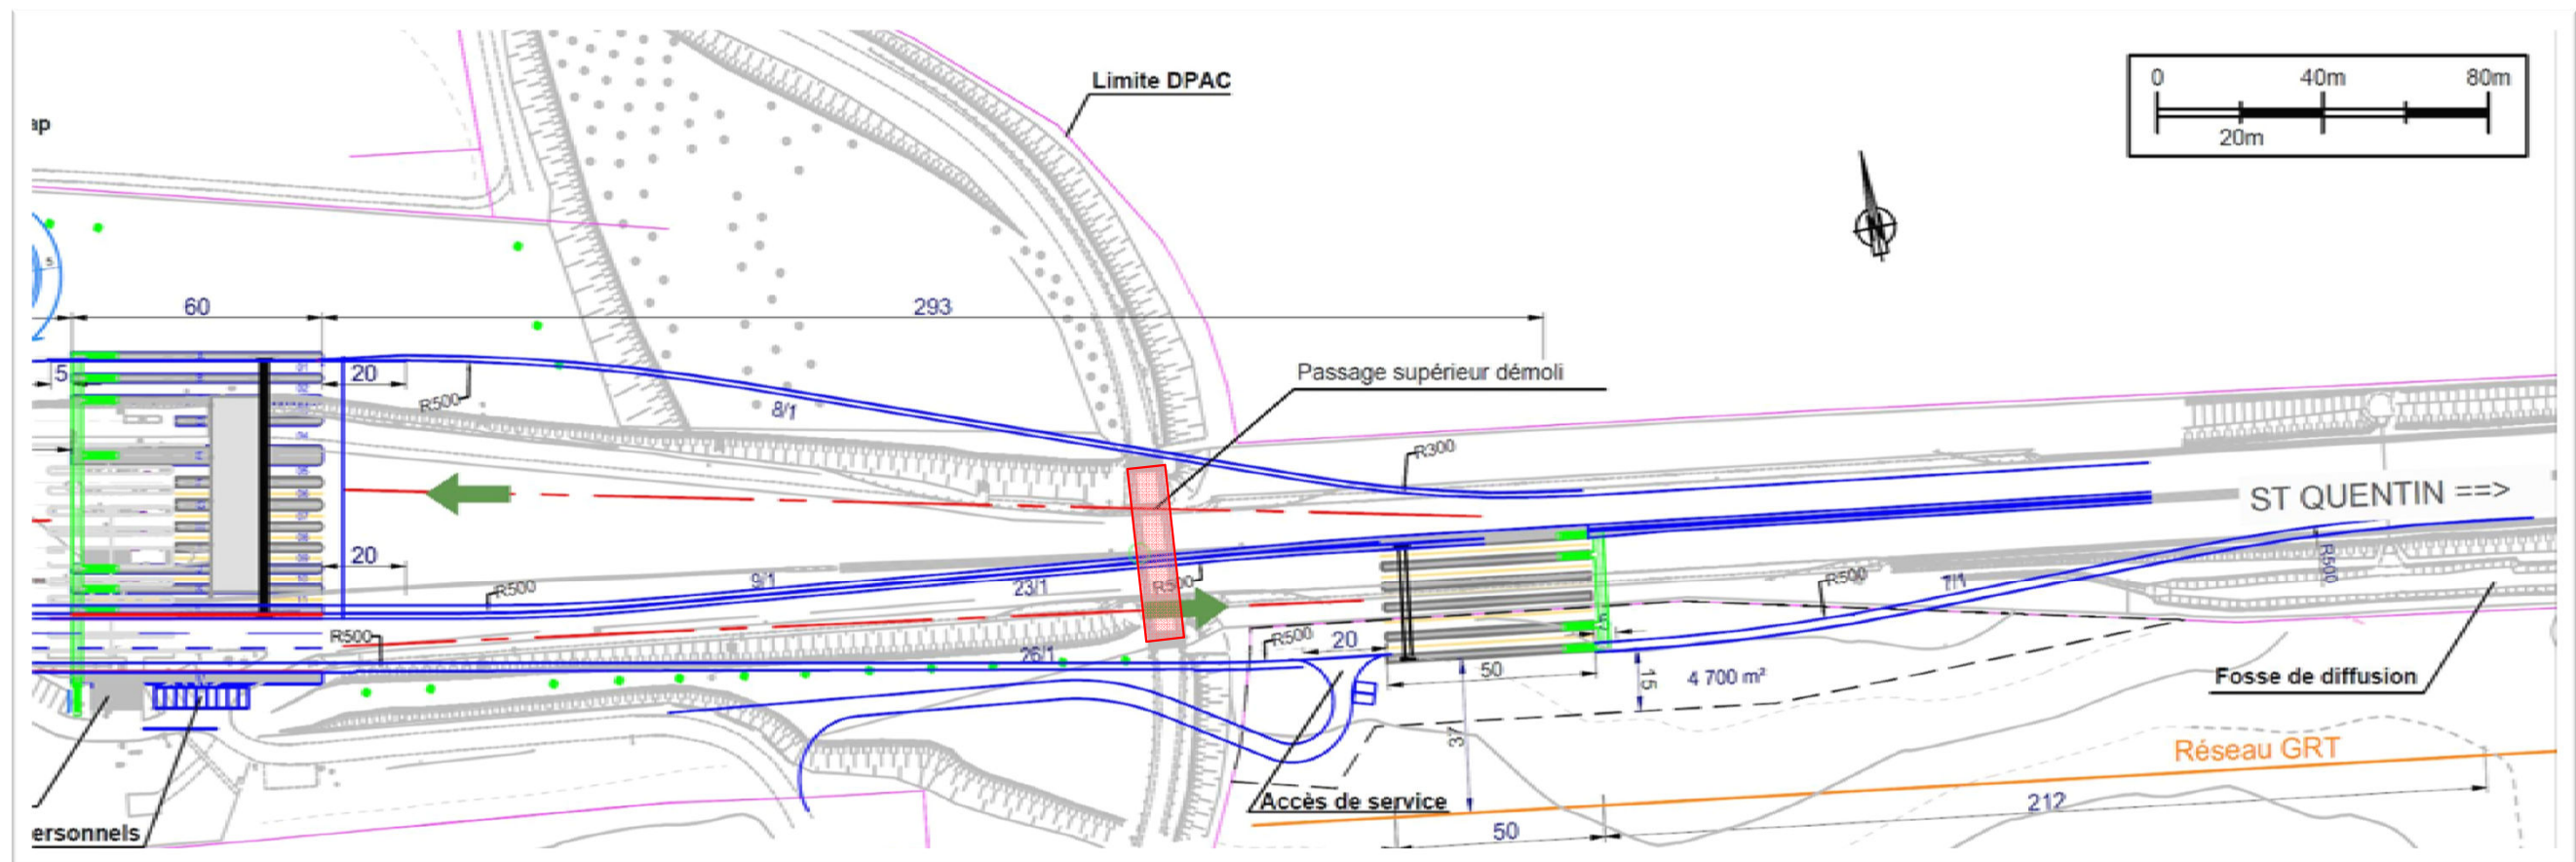 0 40m 80m
20m
Limite DPAC
ap
5
60
293
Passage supérieur démoli
5
20
R500
8/1
R300
ST QUENTIN ==>
20
R500
9/1
23/1
R500
R500
7/1
R500
R500
26/1
R500
20
50
15
4 700 m²
Fosse de diffusion
37
Réseau GRT
Accès de service
212
50
ersonnels